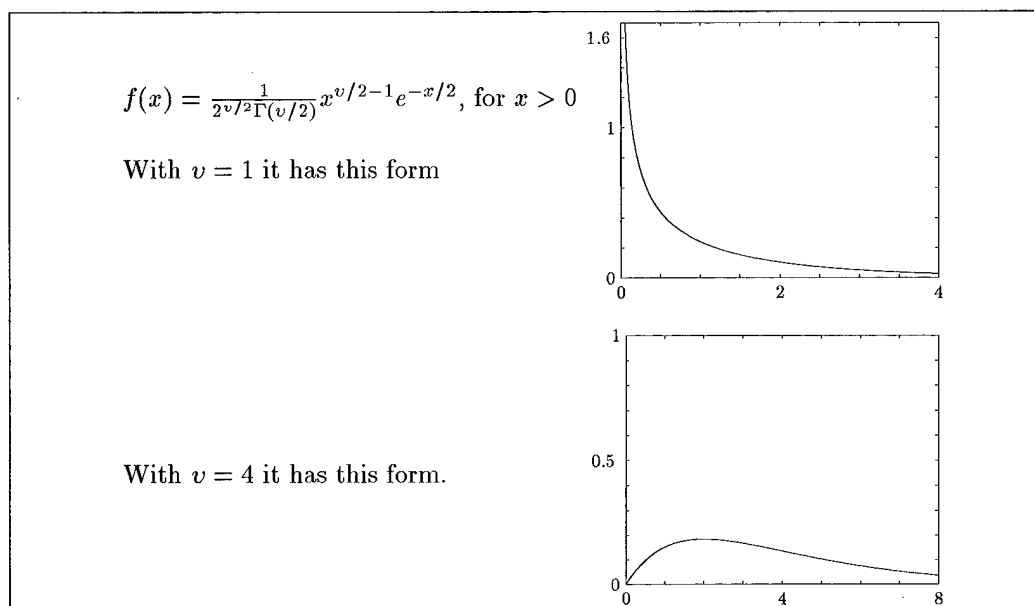 1.6
f(x) = \frac{1}{2^{υ/2}Γ(υ/2)} x^{υ/2−1}e^{−x/2}, for x > 0
1
With υ = 1 it has this form
0
0 2 4
1
With υ = 4 it has this form.
0.5
0
0 4 8